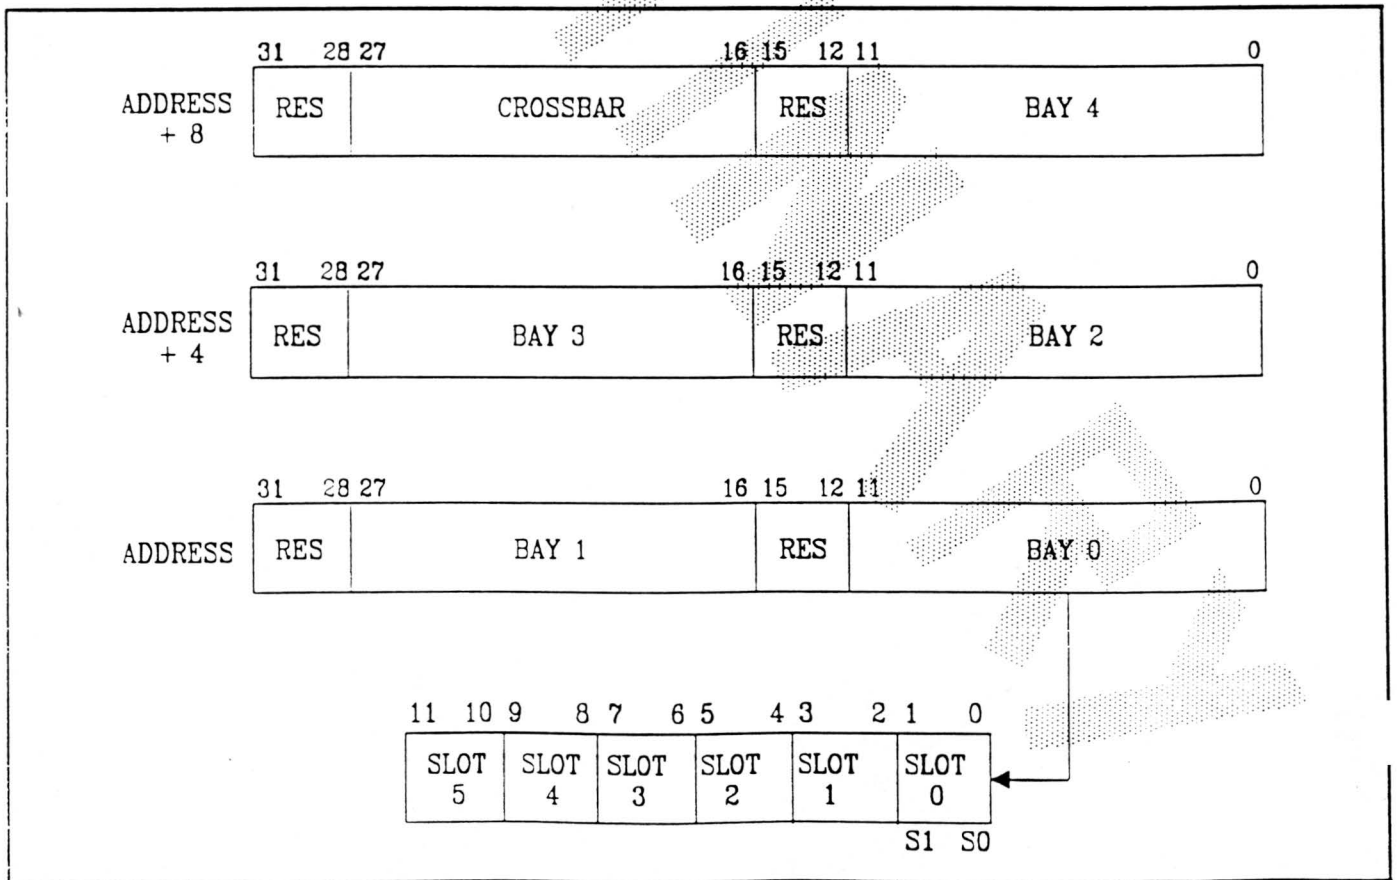 31 28 27 16 15 12 11 0
ADDRESS + 8 RES CROSSBAR RES BAY 4
31 28 27 16 15 12 11 0
ADDRESS + 4 RES BAY 3 RES BAY 2
31 28 27 16 15 12 11 0
ADDRESS RES BAY 1 RES BAY 0
11 10 9 8 7 6 5 4 3 2 1 0
SLOT SLOT SLOT SLOT SLOT SLOT
5 4 3 2 1 0
S1 S0